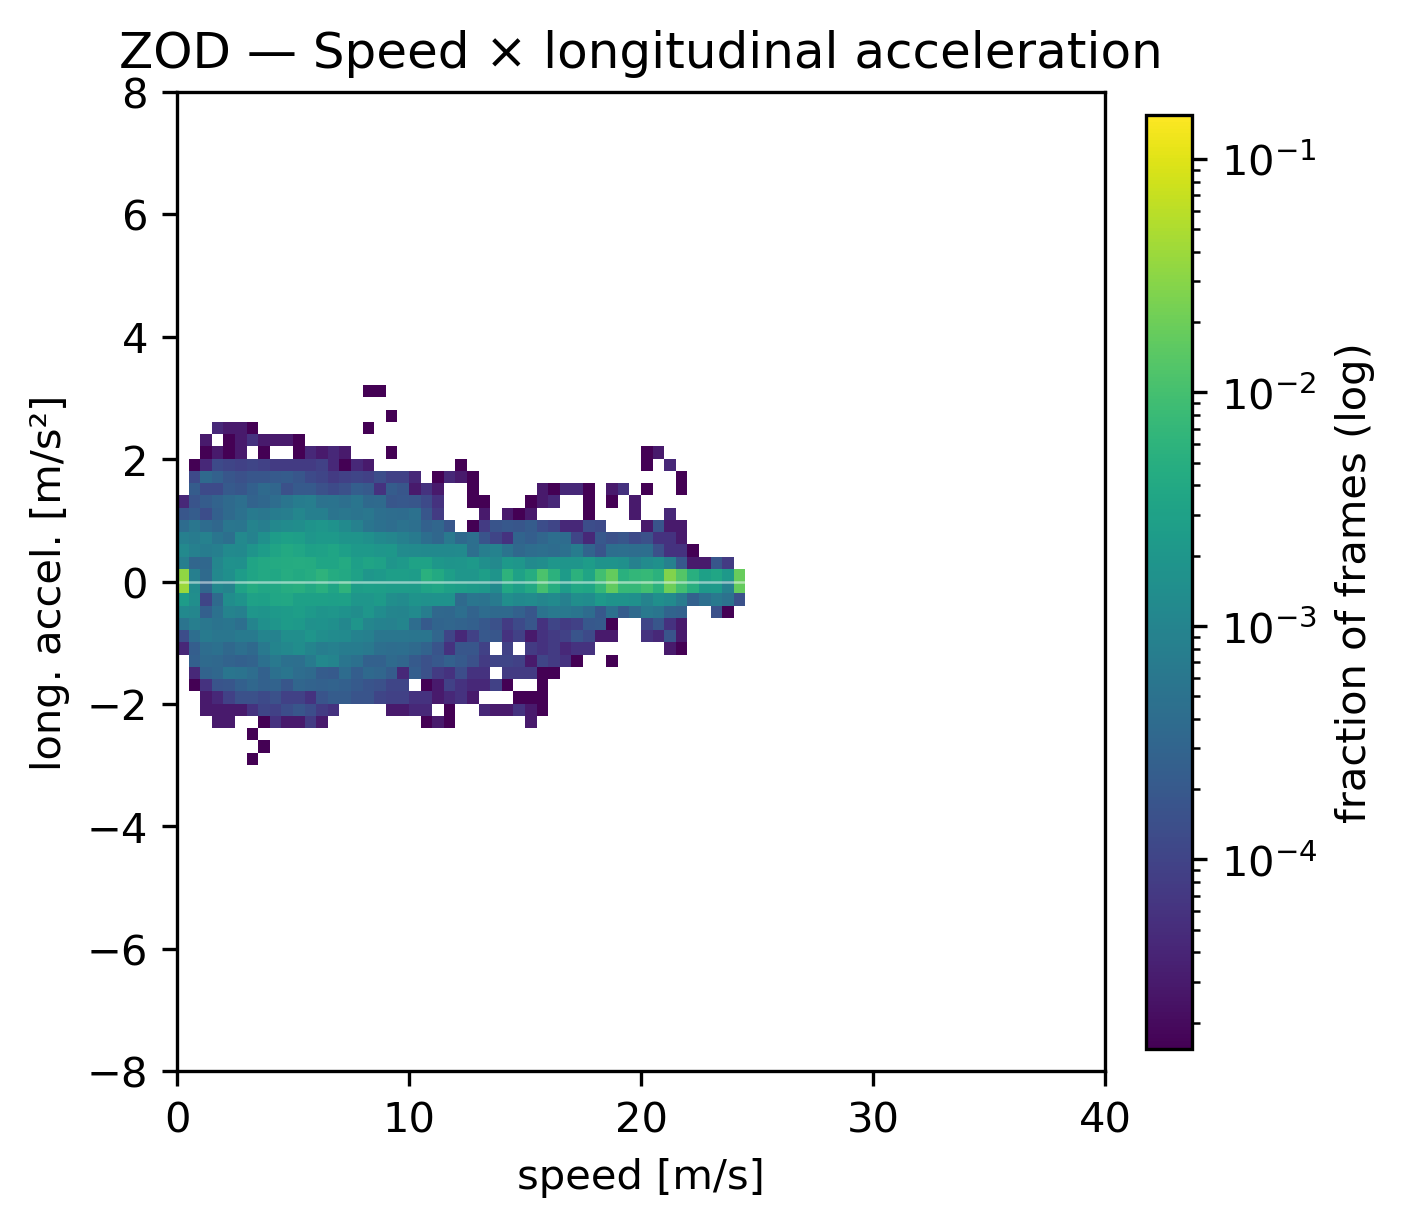 ZOD — Speed × longitudinal acceleration
8
6
4
2
0
−2
−4
−6
−8
long. accel. [m/s²]
0 10 20 30 40
speed [m/s]
10⁻¹
10⁻²
10⁻³
10⁻⁴
fraction of frames (log)